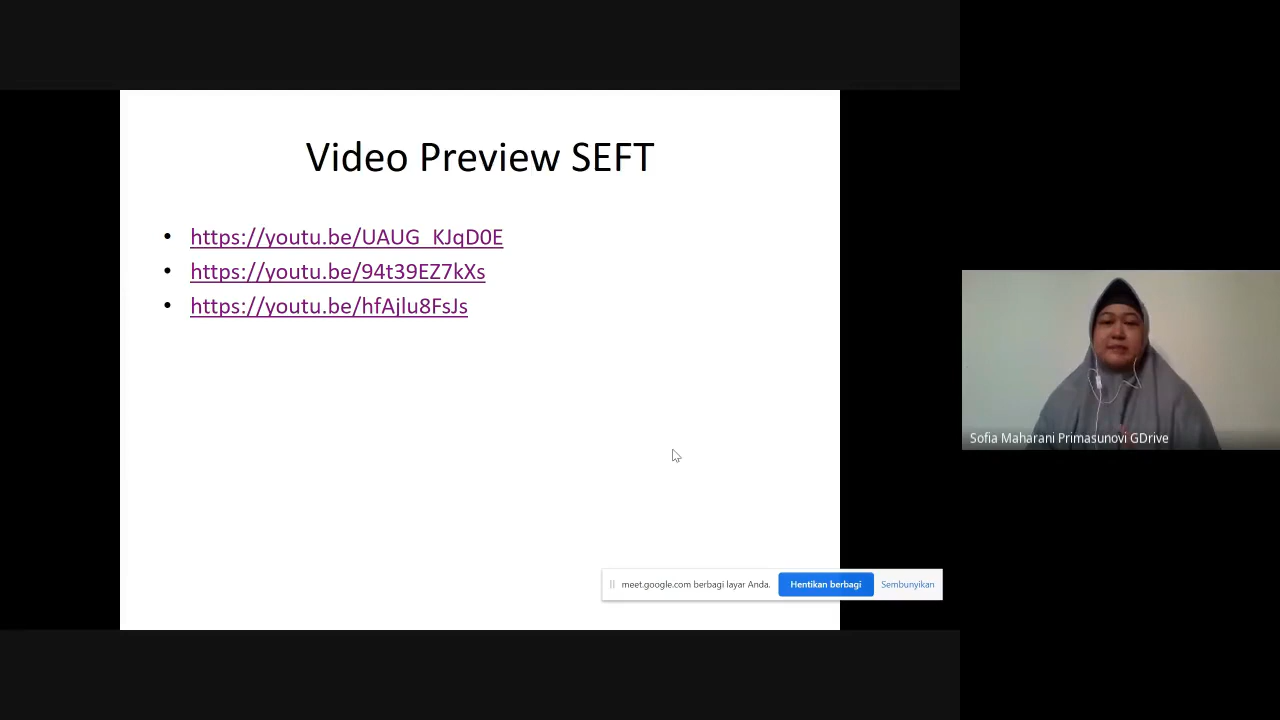 Video Preview SEFT
• https://youtu.be/UAUG_KJqD0E
• https://youtu.be/94t39EZ7kXs
• https://youtu.be/hfAjlu8FsJs
Sofia Maharani Primasunovi GDrive
meet.google.com berbagi layar Anda. Hentikan berbagi Sembunyikan